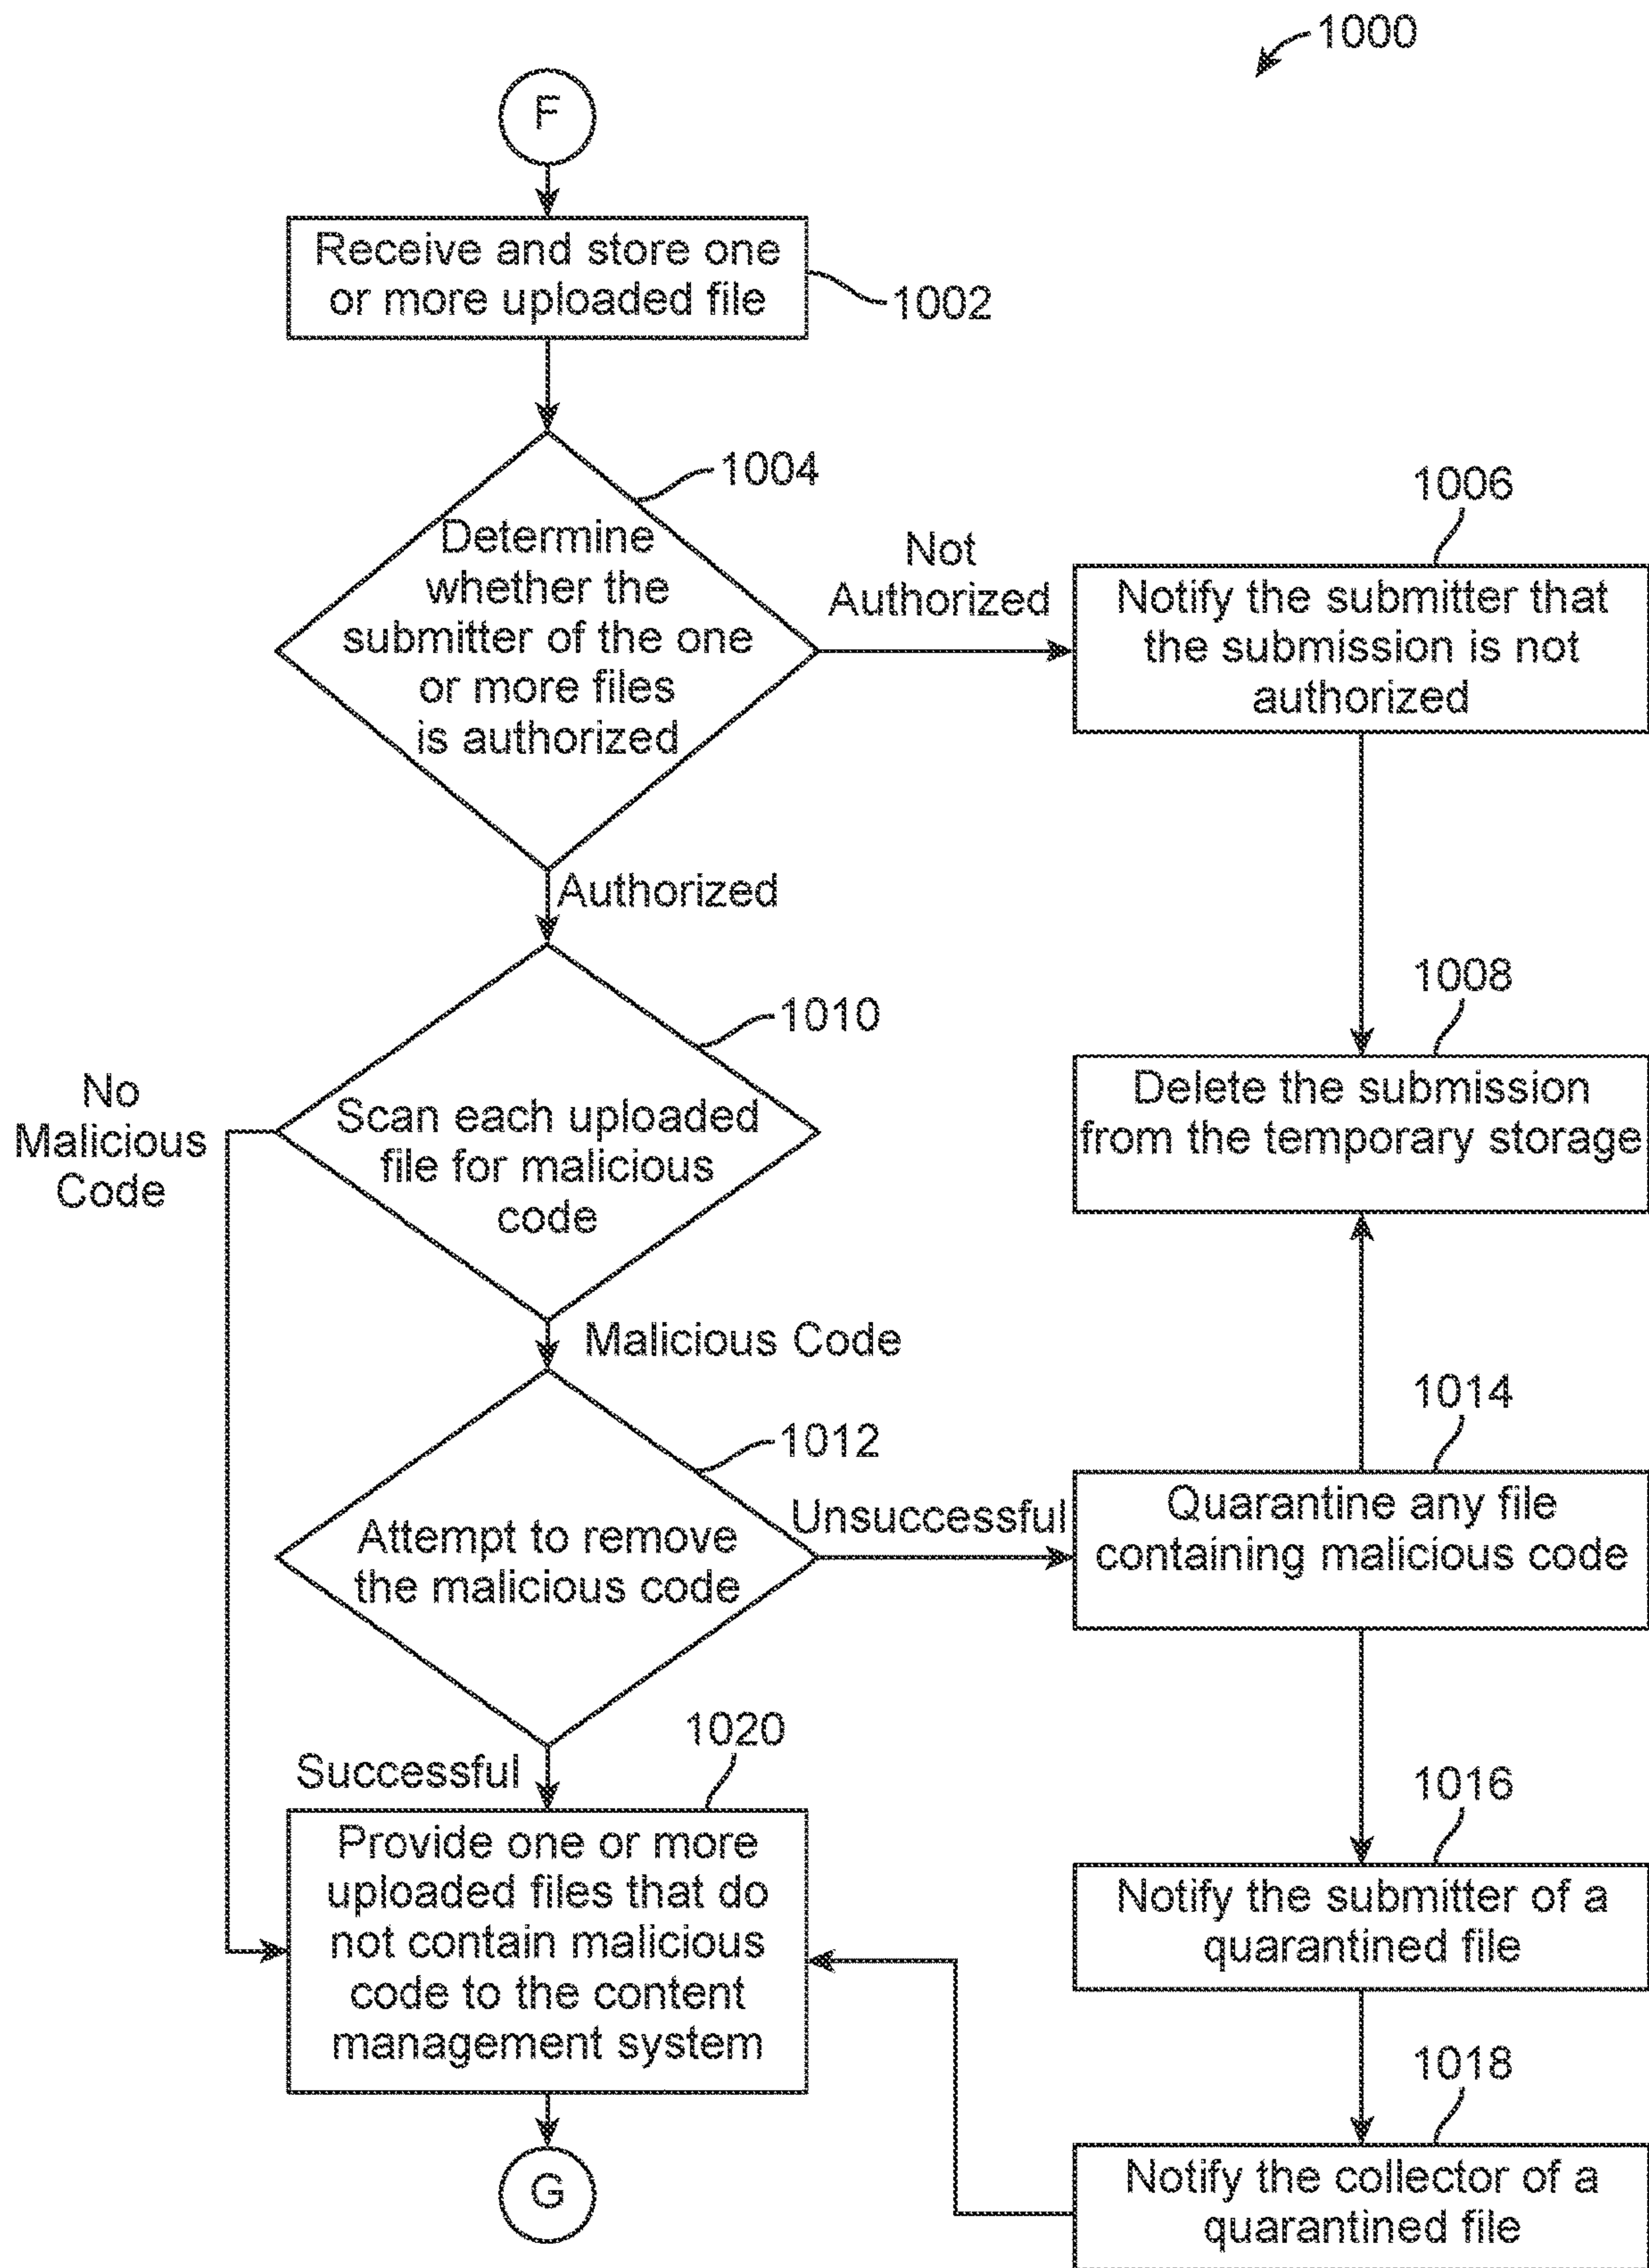 1000
F
Receive and store one
or more uploaded file
1002
1004
Determine
whether the
submitter of the one
or more files
is authorized
Not
Authorized
1006
Notify the submitter that
the submission is not
authorized
Authorized
1008
Delete the submission
from the temporary storage
1010
Scan each uploaded
file for malicious
code
No
Malicious
Code
Malicious Code
1012
Attempt to remove
the malicious code
Unsuccessful
1014
Quarantine any file
containing malicious code
Successful
1020
Provide one or more
uploaded files that do
not contain malicious
code to the content
management system
1016
Notify the submitter of a
quarantined file
1018
Notify the collector of a
quarantined file
G